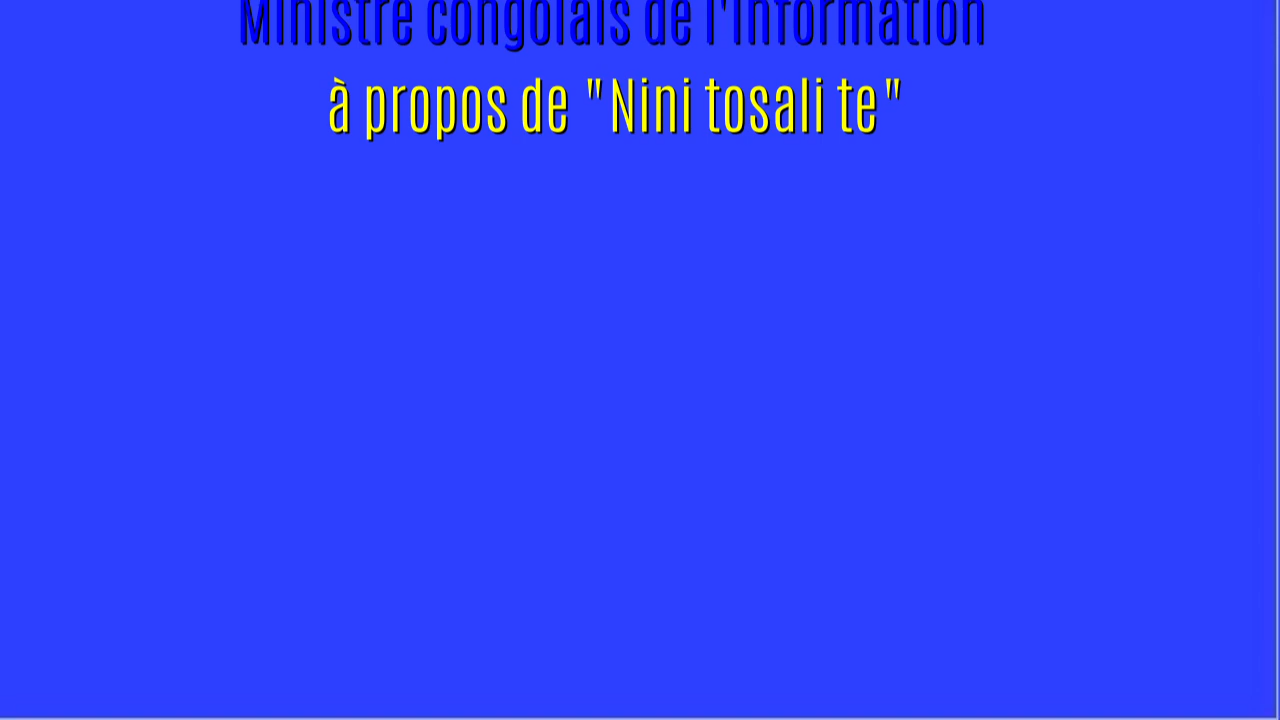 Ministre congolais de l'Information
à propos de "Nini tosali te"